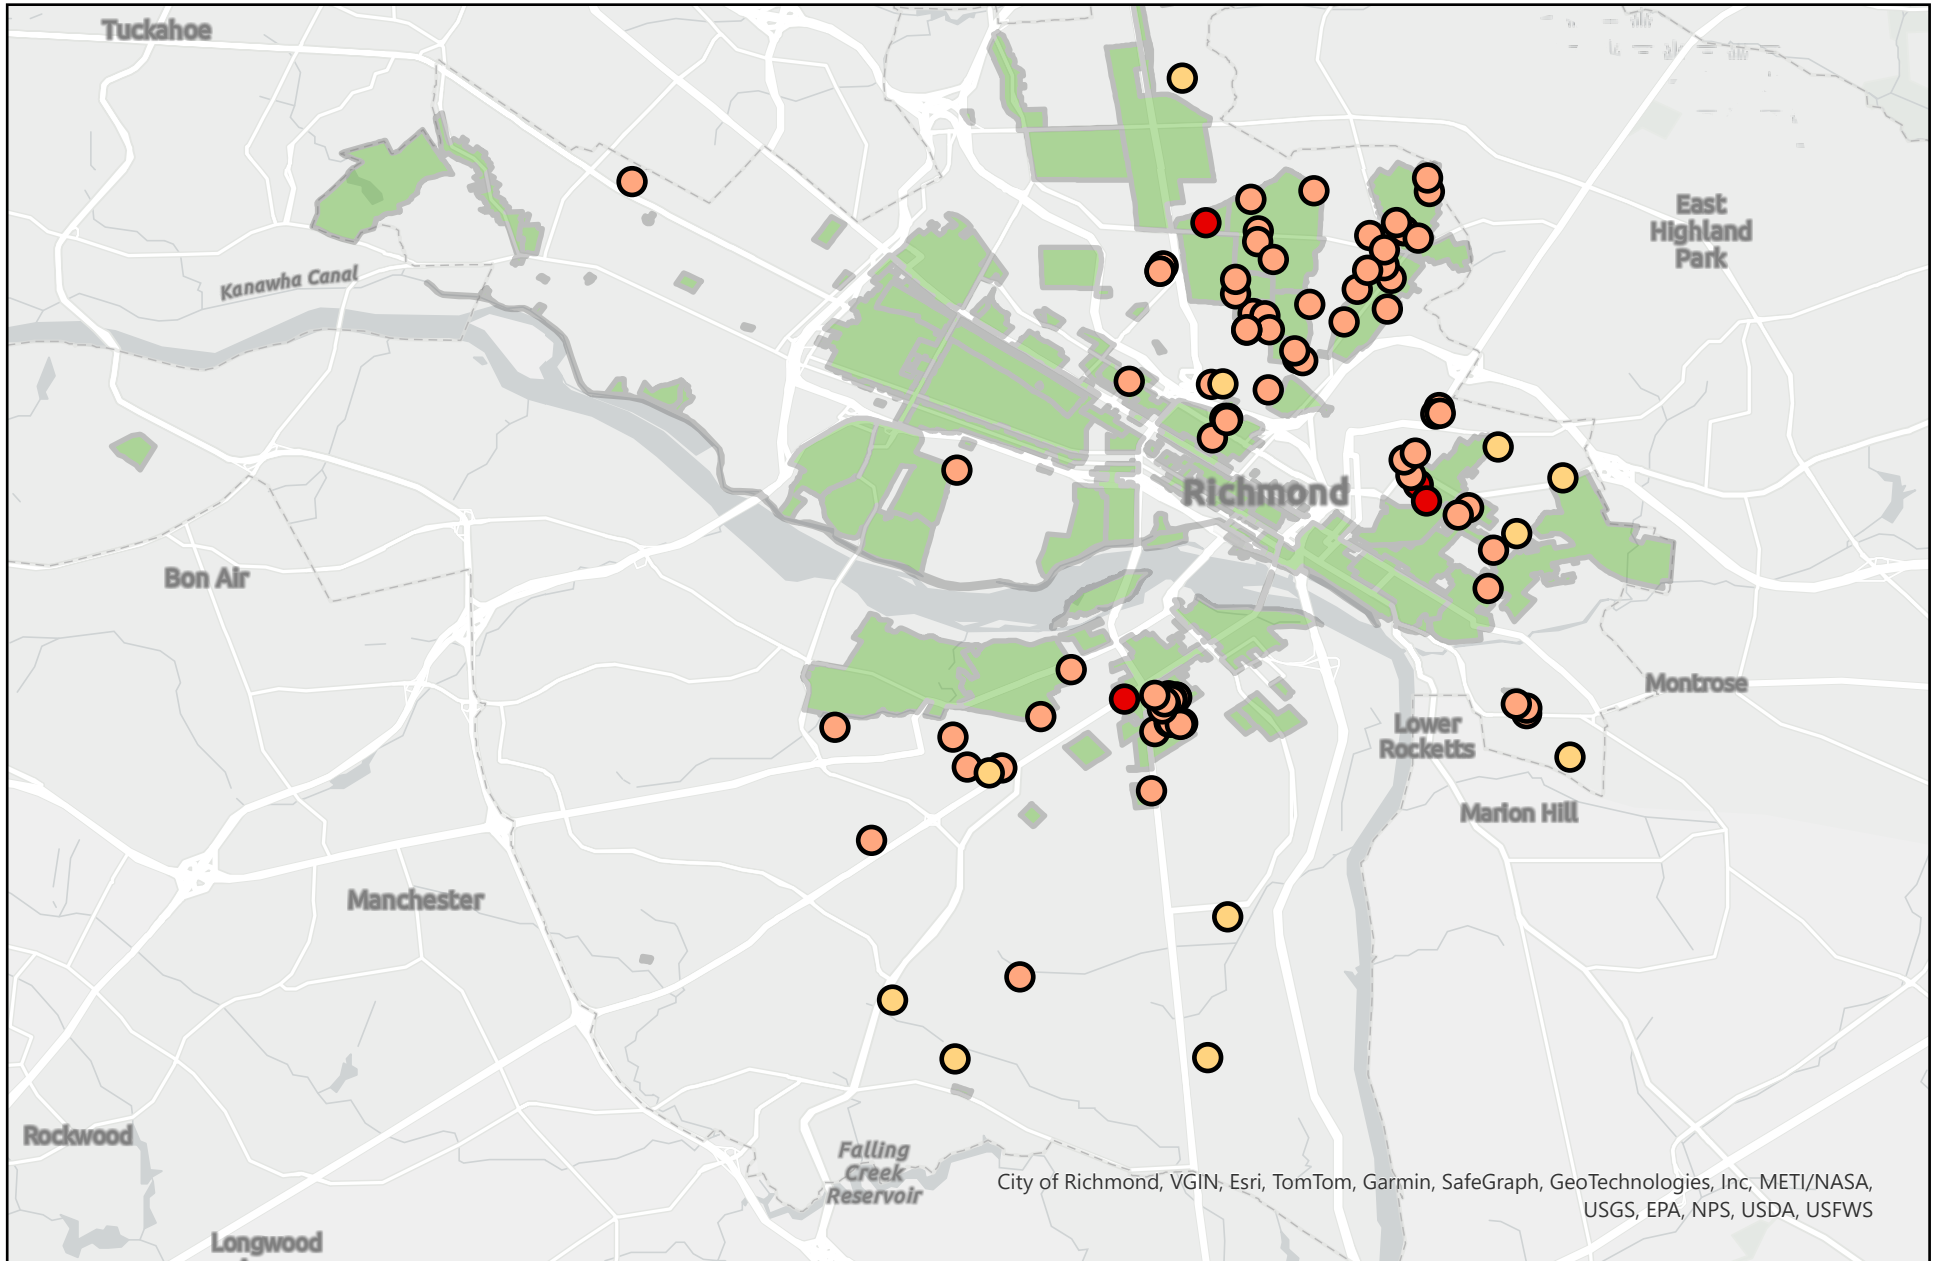 Tuckahoe
East
Highland
Park
Kanawha Canal
Richmond
Bon Air
Montrose
Lower
Rocketts
Marion Hill
Manchester
Rockwood
Falling
Creek
Reservoir
City of Richmond, VGIN, Esri, TomTom, Garmin, SafeGraph, GeoTechnologies, Inc, METI/NASA,
USGS, EPA, NPS, USDA, USFWS
Longwood